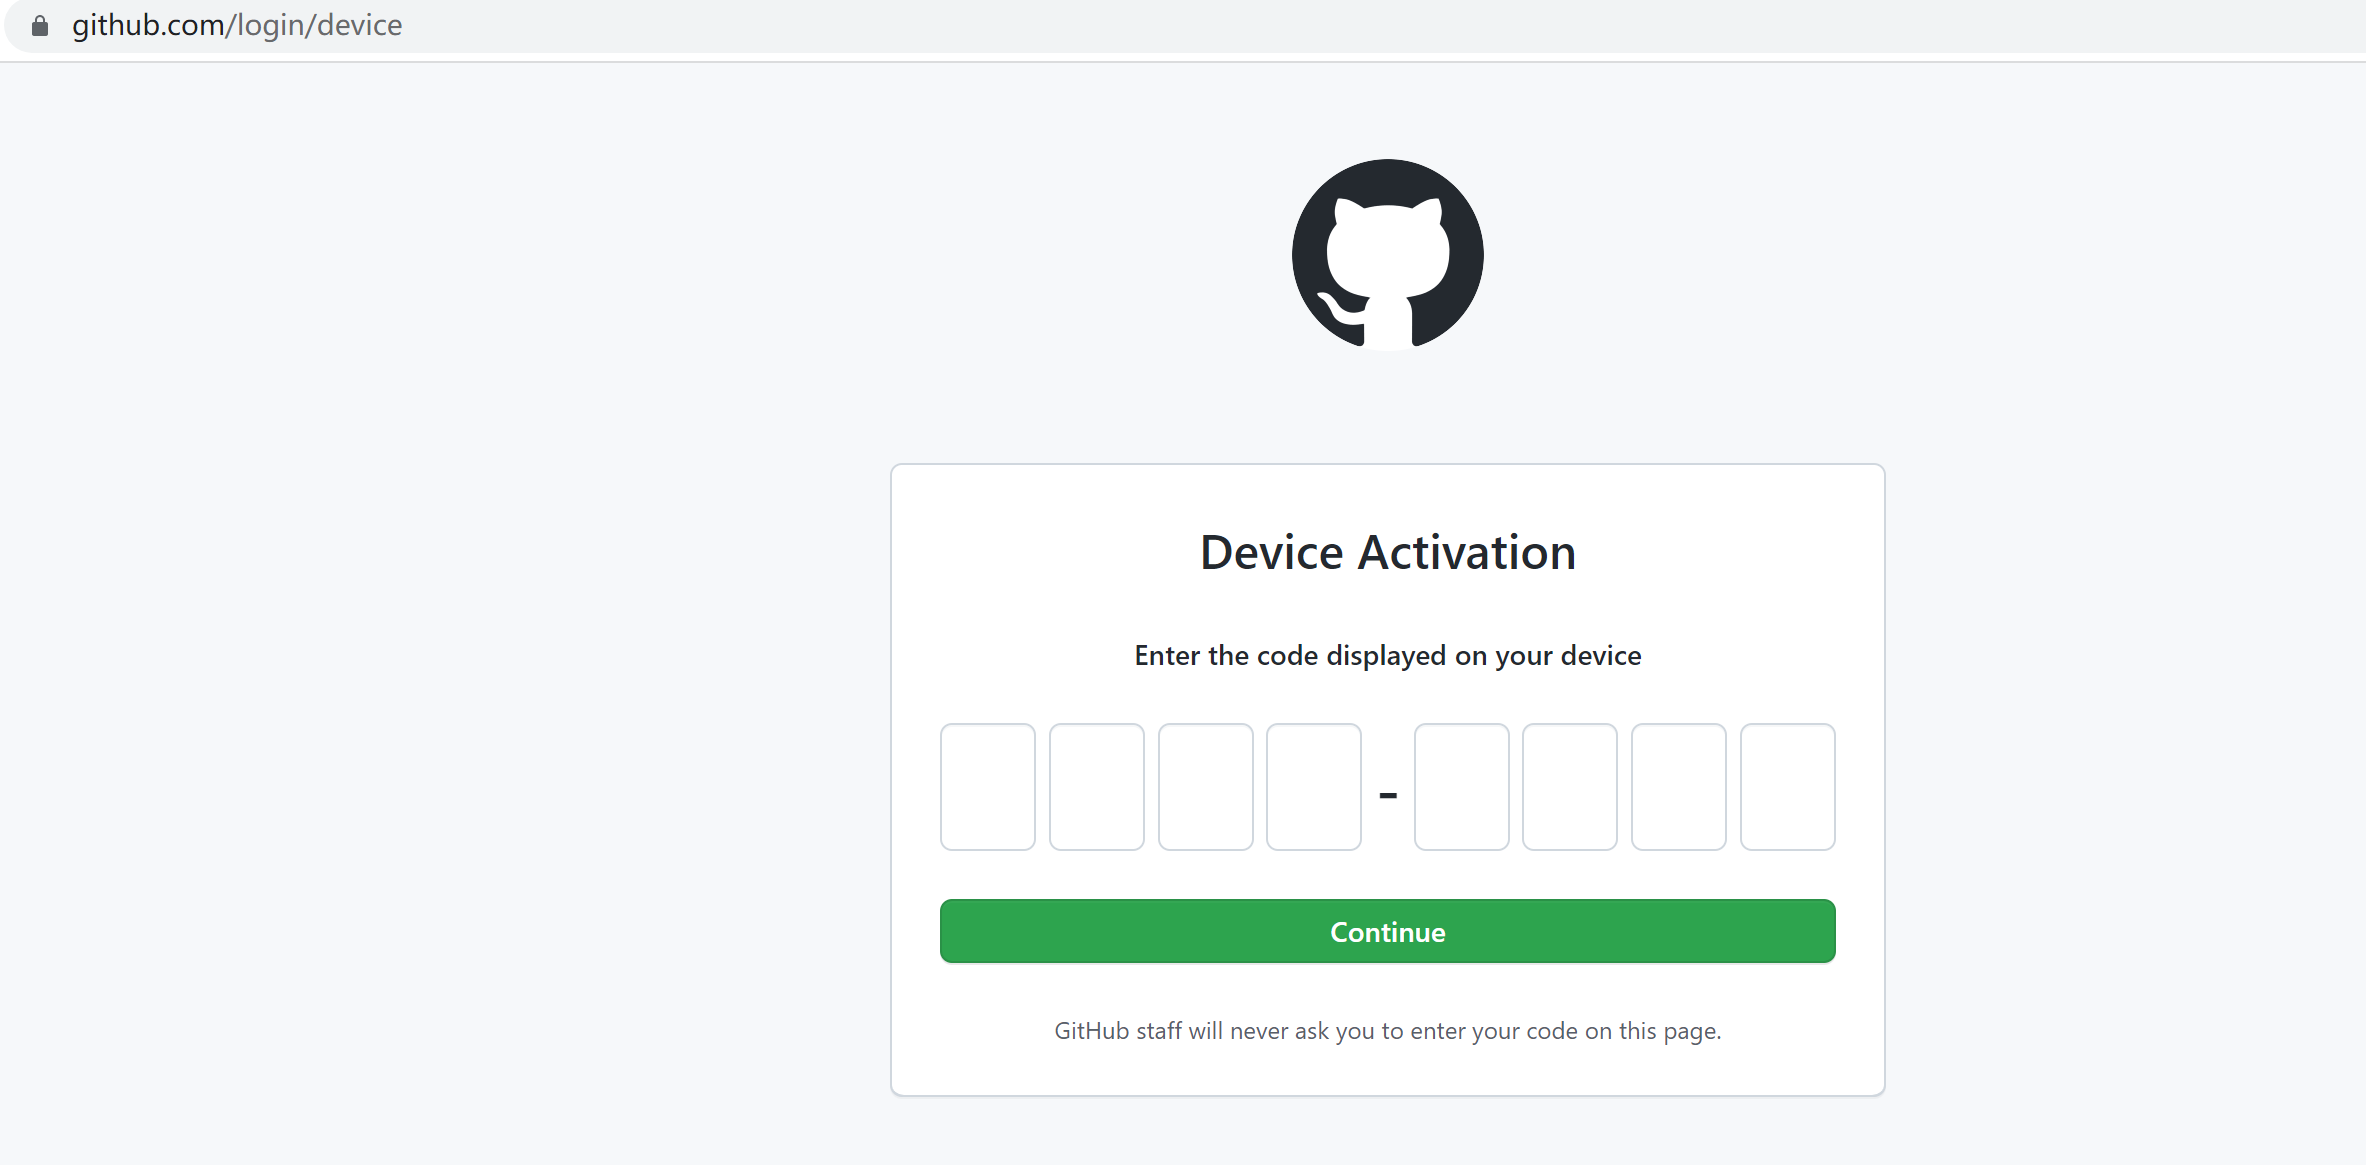 github.com/login/device
Device Activation
Enter the code displayed on your device
-
Continue
GitHub staff will never ask you to enter your code on this page.